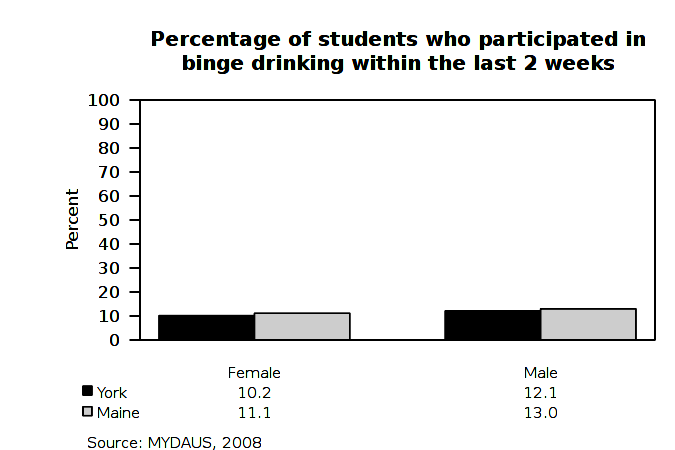 Percentage of students who participated in
binge drinking within the last 2 weeks
100
90
80
70
60
50
40
30
20
10
0
Percent
Female Male
York 10.2 12.1
Maine 11.1 13.0
Source: MYDAUS, 2008